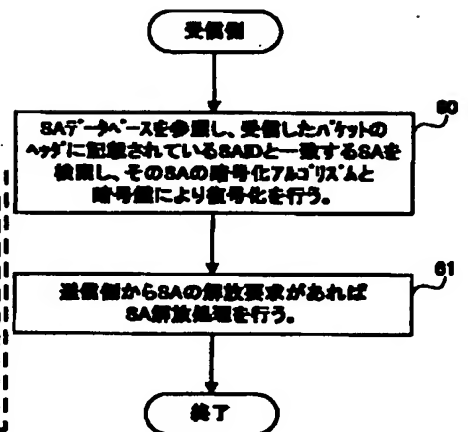 受信側
SAデータベースを参照し、受信したパケットの
ヘッダに記載されているSAIDと一致するSAを
検索し、そのSAの暗号化アルゴリズムと
暗号鍵により復号化を行う。
60
送信側からSAの解放要求があれば
SA解放処理を行う。
61
終了